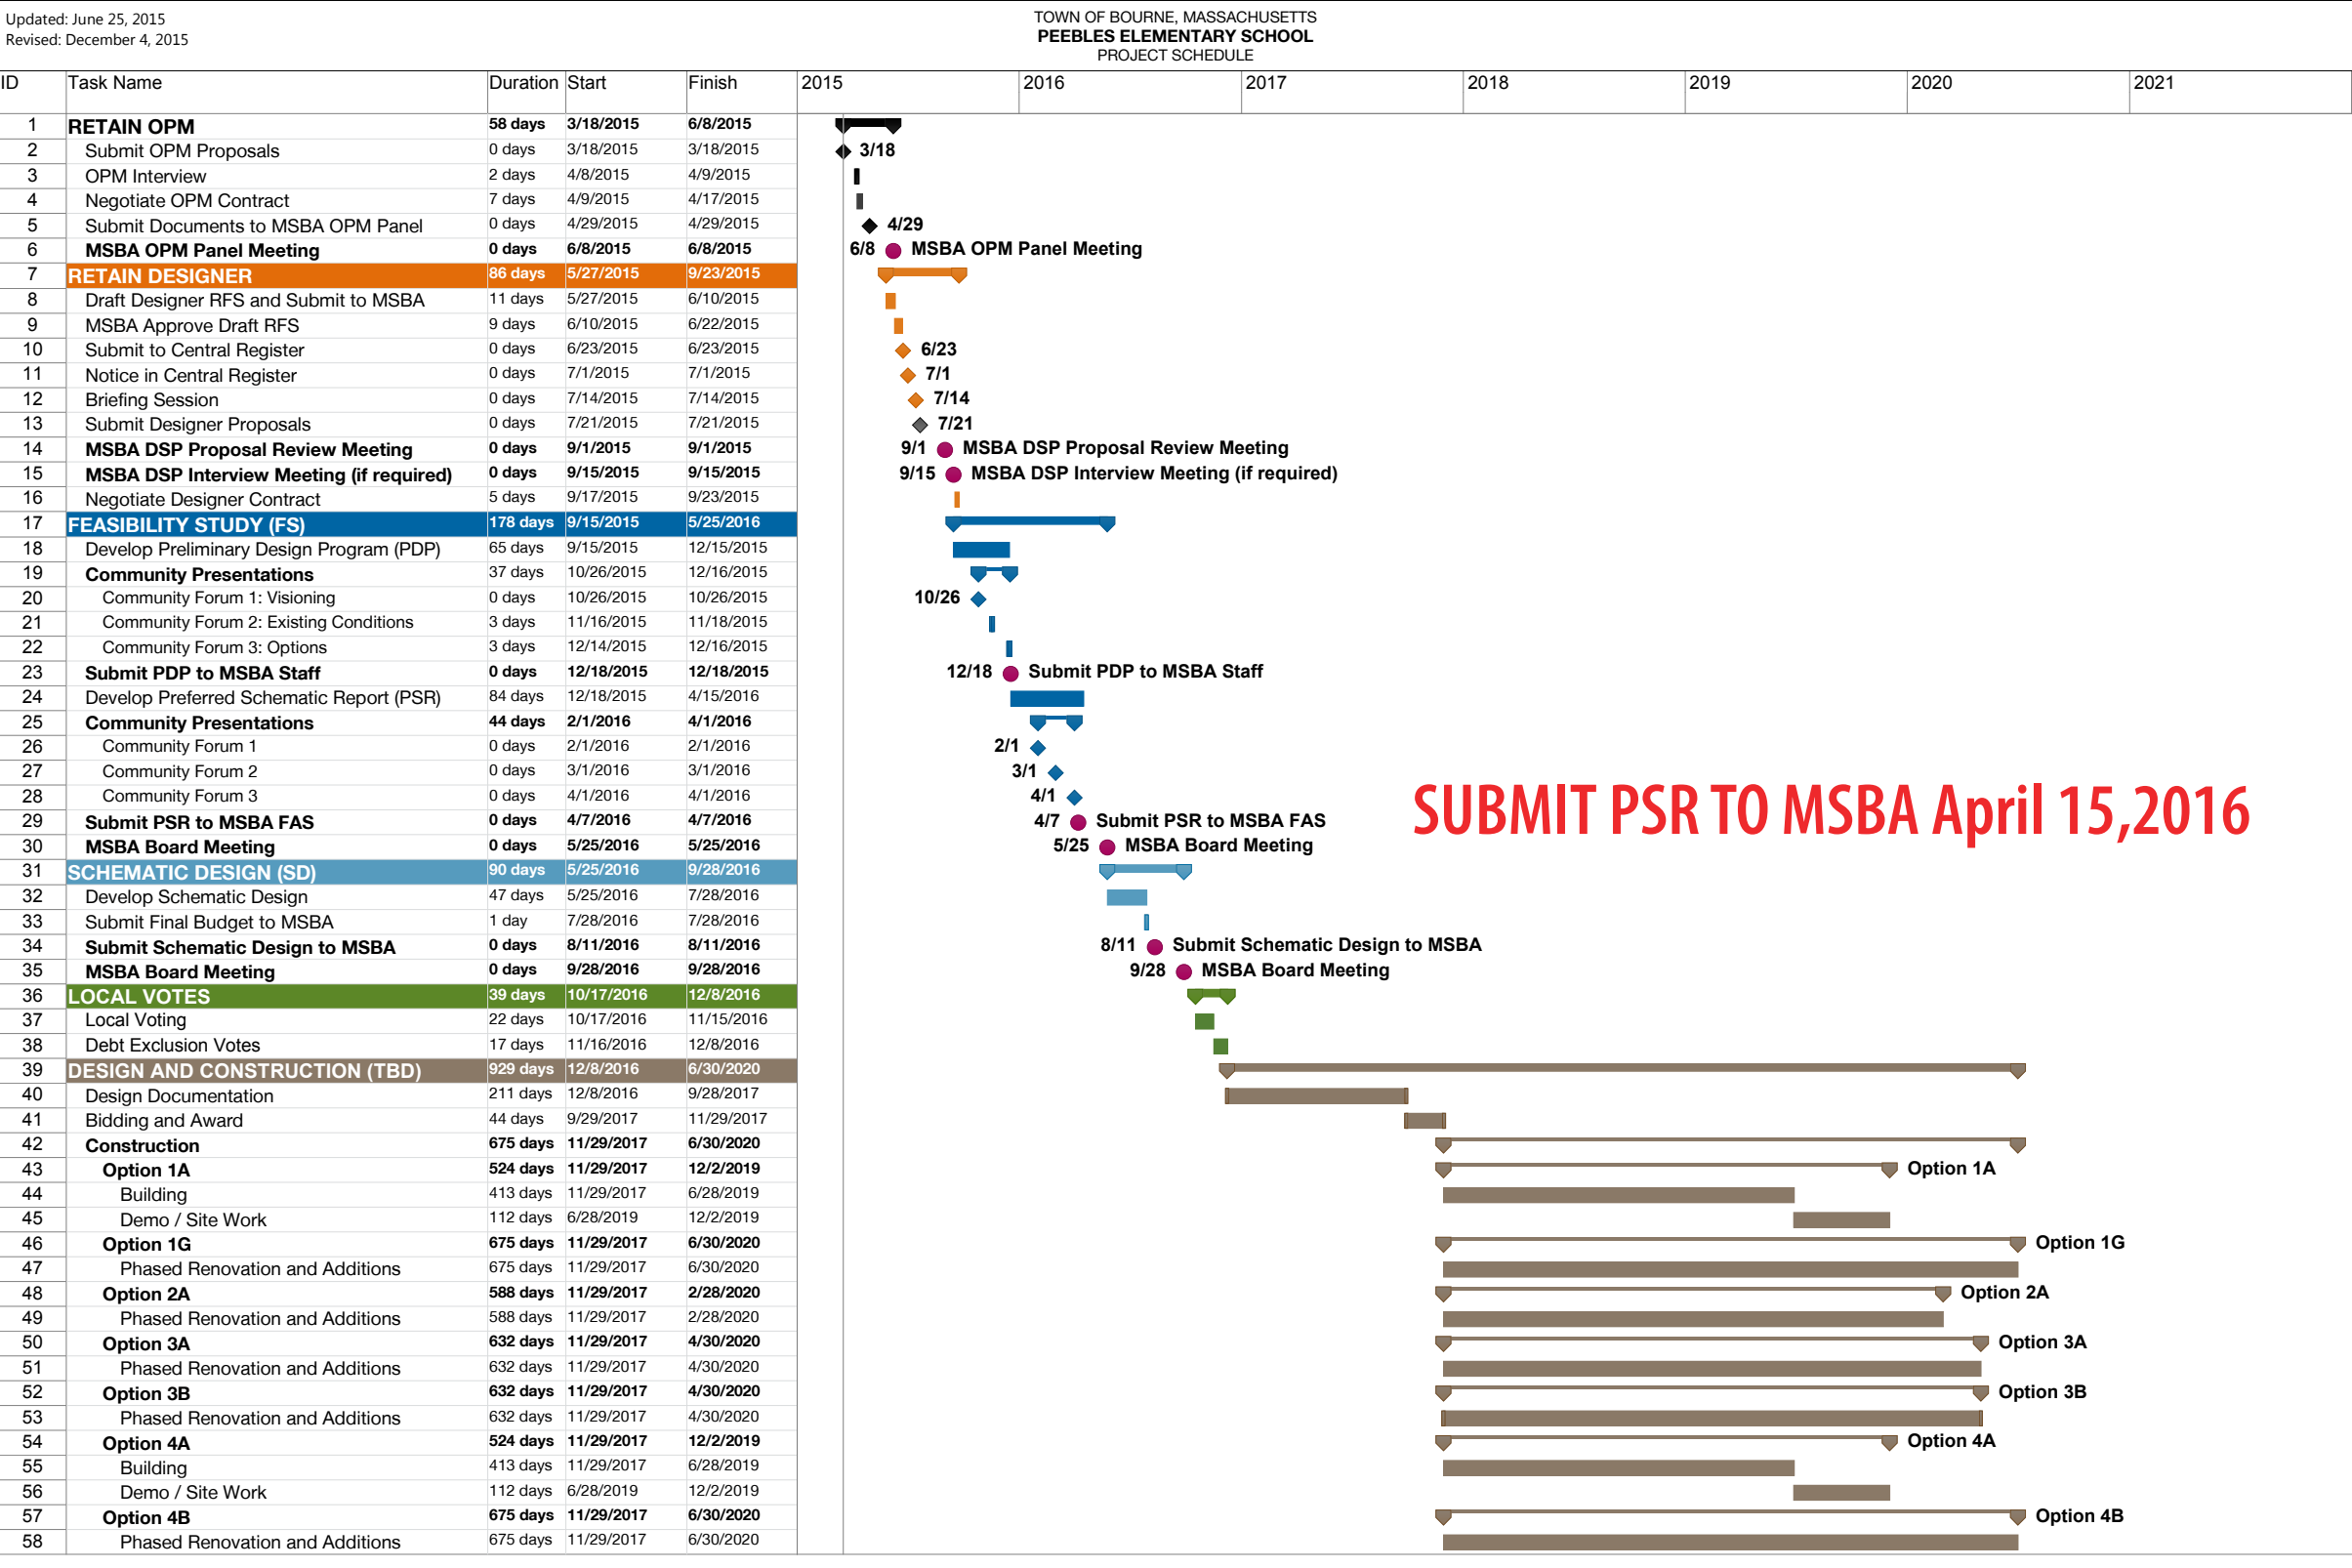 Updated: June 25, 2015
Revised: December 4, 2015
TOWN OF BOURNE, MASSACHUSETTS
PEEBLES ELEMENTARY SCHOOL
PROJECT SCHEDULE
ID Task Name Duration Start Finish 2015 2016 2017 2018 2019 2020 2021
1 RETAIN OPM 58 days 3/18/2015 6/8/2015
2 Submit OPM Proposals 0 days 3/18/2015 3/18/2015 3/18
3 OPM Interview 2 days 4/8/2015 4/9/2015
4 Negotiate OPM Contract 7 days 4/9/2015 4/17/2015
5 Submit Documents to MSBA OPM Panel 0 days 4/29/2015 4/29/2015 4/29
6 MSBA OPM Panel Meeting 0 days 6/8/2015 6/8/2015 6/8 MSBA OPM Panel Meeting
7 RETAIN DESIGNER 86 days 5/27/2015 9/23/2015
8 Draft Designer RFS and Submit to MSBA 11 days 5/27/2015 6/10/2015
9 MSBA Approve Draft RFS 9 days 6/10/2015 6/22/2015
10 Submit to Central Register 0 days 6/23/2015 6/23/2015 6/23
11 Notice in Central Register 0 days 7/1/2015 7/1/2015 7/1
12 Briefing Session 0 days 7/14/2015 7/14/2015 7/14
13 Submit Designer Proposals 0 days 7/21/2015 7/21/2015 7/21
14 MSBA DSP Proposal Review Meeting 0 days 9/1/2015 9/1/2015 9/1 MSBA DSP Proposal Review Meeting
15 MSBA DSP Interview Meeting (if required) 0 days 9/15/2015 9/15/2015 9/15 MSBA DSP Interview Meeting (if required)
16 Negotiate Designer Contract 5 days 9/17/2015 9/23/2015
17 FEASIBILITY STUDY (FS) 178 days 9/15/2015 5/25/2016
18 Develop Preliminary Design Program (PDP) 65 days 9/15/2015 12/15/2015
19 Community Presentations 37 days 10/26/2015 12/16/2015
20 Community Forum 1: Visioning 0 days 10/26/2015 10/26/2015 10/26
21 Community Forum 2: Existing Conditions 3 days 11/16/2015 11/18/2015
22 Community Forum 3: Options 3 days 12/14/2015 12/16/2015
23 Submit PDP to MSBA Staff 0 days 12/18/2015 12/18/2015 12/18 Submit PDP to MSBA Staff
24 Develop Preferred Schematic Report (PSR) 84 days 12/18/2015 4/15/2016
25 Community Presentations 44 days 2/1/2016 4/1/2016
26 Community Forum 1 0 days 2/1/2016 2/1/2016 2/1
27 Community Forum 2 0 days 3/1/2016 3/1/2016 3/1
28 Community Forum 3 0 days 4/1/2016 4/1/2016 4/1
SUBMIT PSR TO MSBA April 15,2016
29 Submit PSR to MSBA FAS 0 days 4/7/2016 4/7/2016 4/7 Submit PSR to MSBA FAS
30 MSBA Board Meeting 0 days 5/25/2016 5/25/2016 5/25 MSBA Board Meeting
31 SCHEMATIC DESIGN (SD) 90 days 5/25/2016 9/28/2016
32 Develop Schematic Design 47 days 5/25/2016 7/28/2016
33 Submit Final Budget to MSBA 1 day 7/28/2016 7/28/2016
34 Submit Schematic Design to MSBA 0 days 8/11/2016 8/11/2016 8/11 Submit Schematic Design to MSBA
35 MSBA Board Meeting 0 days 9/28/2016 9/28/2016 9/28 MSBA Board Meeting
36 LOCAL VOTES 39 days 10/17/2016 12/8/2016
37 Local Voting 22 days 10/17/2016 11/15/2016
38 Debt Exclusion Votes 17 days 11/16/2016 12/8/2016
39 DESIGN AND CONSTRUCTION (TBD) 929 days 12/8/2016 6/30/2020
40 Design Documentation 211 days 12/8/2016 9/28/2017
41 Bidding and Award 44 days 9/29/2017 11/29/2017
42 Construction 675 days 11/29/2017 6/30/2020
43 Option 1A 524 days 11/29/2017 12/2/2019 Option 1A
44 Building 413 days 11/29/2017 6/28/2019
45 Demo / Site Work 112 days 6/28/2019 12/2/2019
46 Option 1G 675 days 11/29/2017 6/30/2020 Option 1G
47 Phased Renovation and Additions 675 days 11/29/2017 6/30/2020
48 Option 2A 588 days 11/29/2017 2/28/2020 Option 2A
49 Phased Renovation and Additions 588 days 11/29/2017 2/28/2020
50 Option 3A 632 days 11/29/2017 4/30/2020 Option 3A
51 Phased Renovation and Additions 632 days 11/29/2017 4/30/2020
52 Option 3B 632 days 11/29/2017 4/30/2020 Option 3B
53 Phased Renovation and Additions 632 days 11/29/2017 4/30/2020
54 Option 4A 524 days 11/29/2017 12/2/2019 Option 4A
55 Building 413 days 11/29/2017 6/28/2019
56 Demo / Site Work 112 days 6/28/2019 12/2/2019
57 Option 4B 675 days 11/29/2017 6/30/2020 Option 4B
58 Phased Renovation and Additions 675 days 11/29/2017 6/30/2020